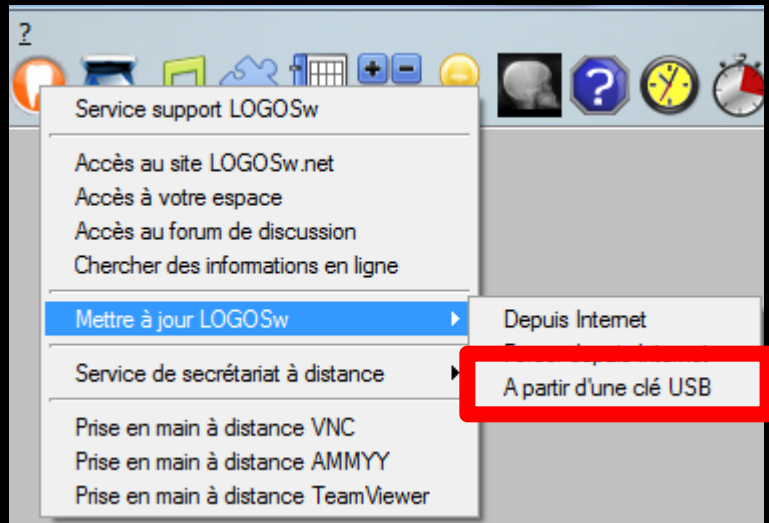 ?
Service support LOGOSw
Accès au site LOGOSw.net
Accès à votre espace
Accès au forum de discussion
Chercher des informations en ligne
Mettre à jour LOGOSw
Service de secrétariat à distance
Prise en main à distance VNC
Prise en main à distance AMMYY
Prise en main à distance TeamViewer
Depuis Internet
A partir d'une clé USB